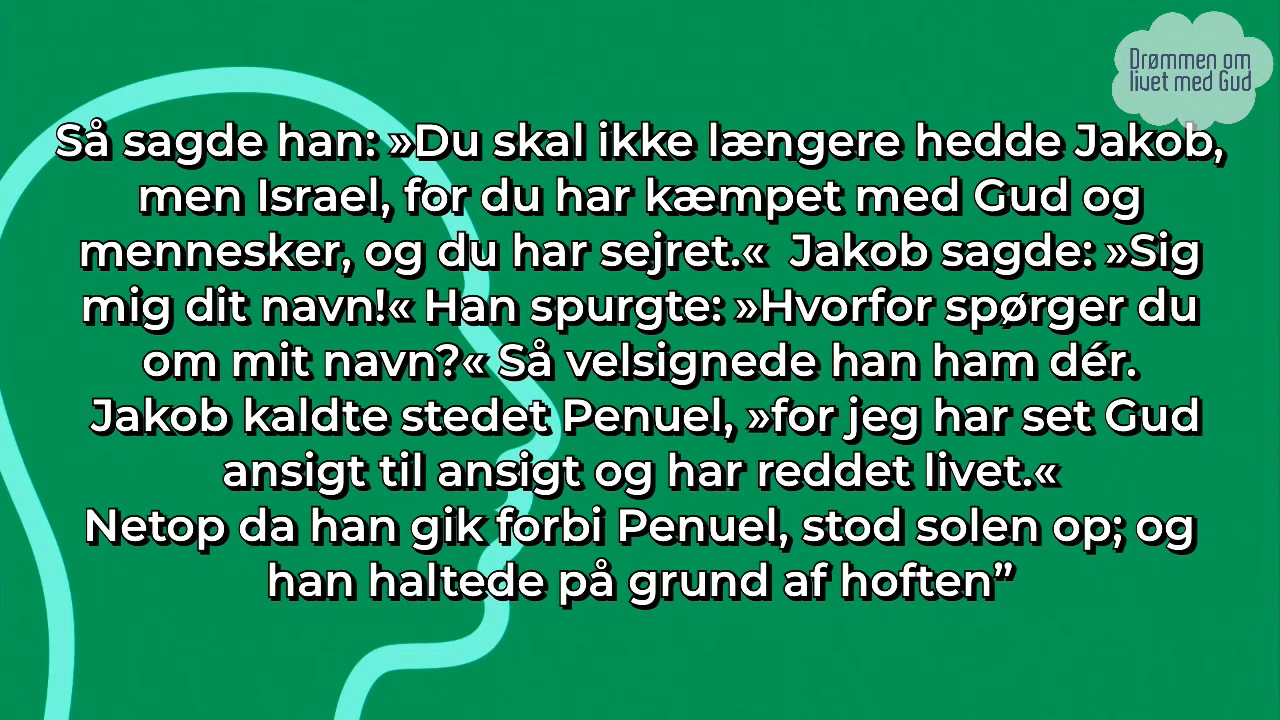 Drømmen om
livet med Gud
Så sagde han: »Du skal ikke længere hedde Jakob,
men Israel, for du har kæmpet med Gud og
mennesker, og du har sejret.« Jakob sagde: »Sig
mig dit navn!« Han spurgte: »Hvorfor spørger du
om mit navn?« Så velsignede han ham dér.
Jakob kaldte stedet Penuel, »for jeg har set Gud
ansigt til ansigt og har reddet livet.«
Netop da han gik forbi Penuel, stod solen op; og
han haltede på grund af hoften”